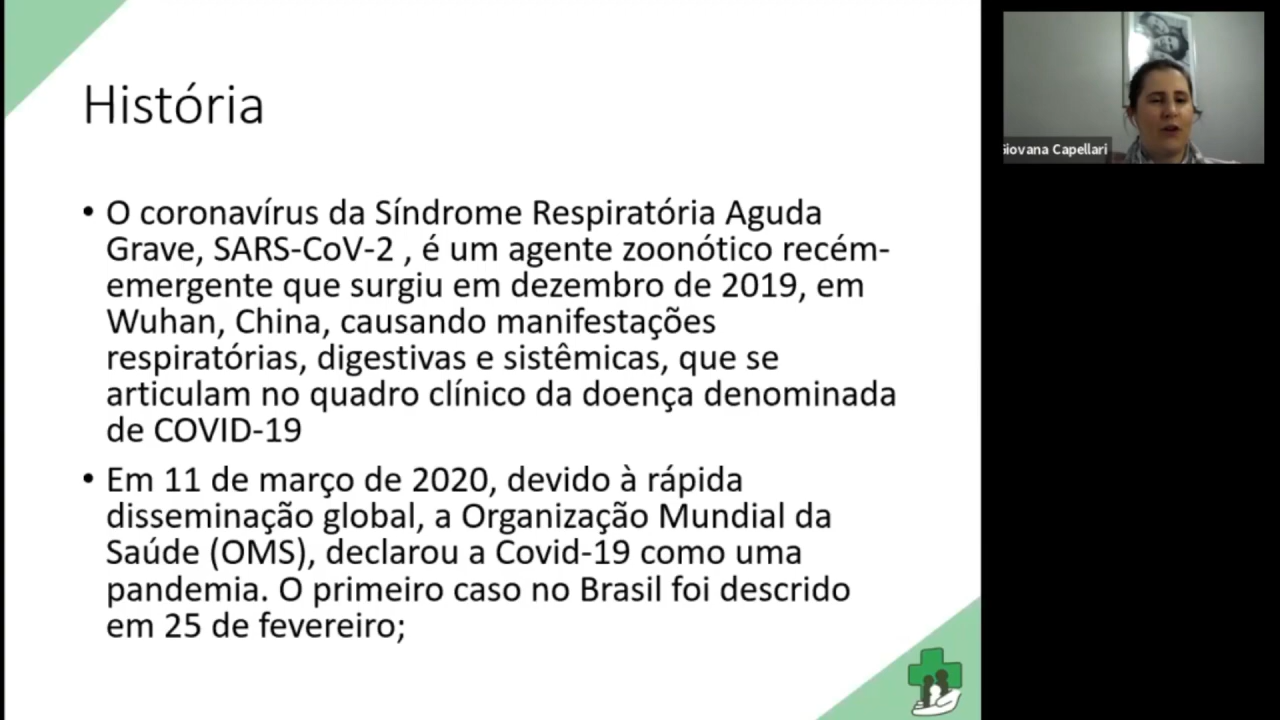 História
• O coronavírus da Síndrome Respiratória Aguda
Grave, SARS-CoV-2 , é um agente zoonótico recém-
emergente que surgiu em dezembro de 2019, em
Wuhan, China, causando manifestações
respiratórias, digestivas e sistêmicas, que se
articulam no quadro clínico da doença denominada
de COVID-19
• Em 11 de março de 2020, devido à rápida
disseminação global, a Organização Mundial da
Saúde (OMS), declarou a Covid-19 como uma
pandemia. O primeiro caso no Brasil foi descrido
em 25 de fevereiro;
Giovana Capellari